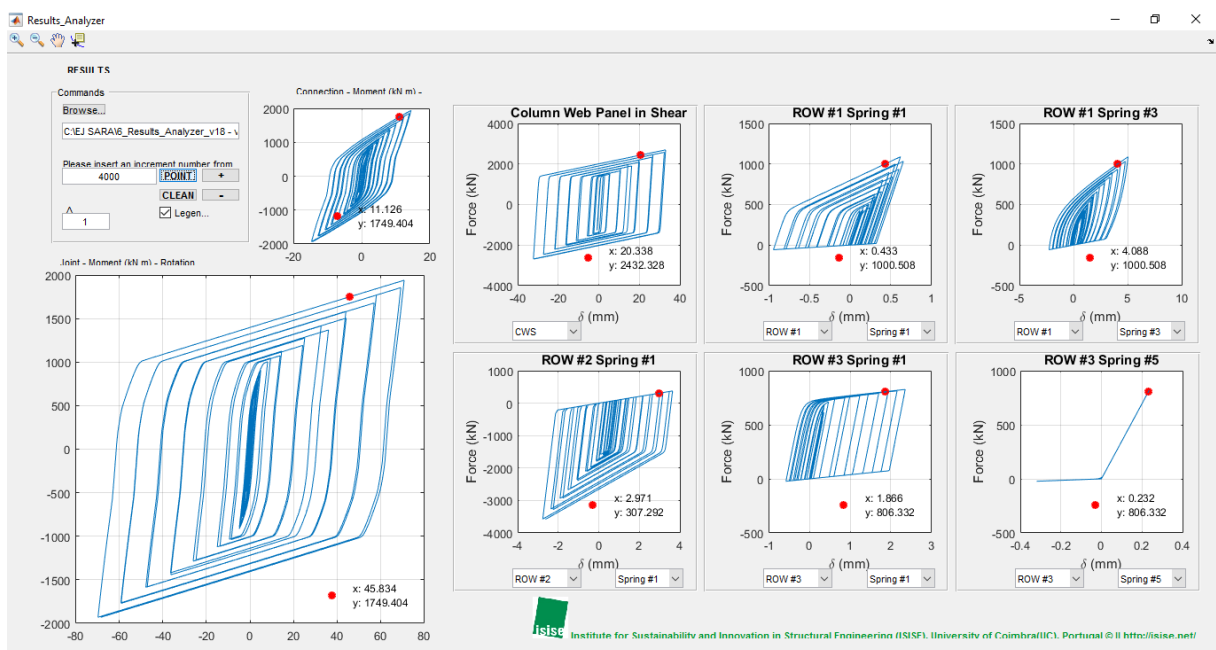 Results_Analyzer
RESULTS
Commands
Browse...
C:\EJ SARA\6_Results_Analyzer_v18 - v
Please insert an increment number from
4000
POINT
+
CLEAN
-
^
1
Legen...
Connection - Moment (kN m) -
2000
1000
0
-1000
-2000
x: 11.126
y: 1749.404
-20
0
20
Joint - Moment (kN m) - Rotation
2000
1500
1000
500
0
-500
-1000
-1500
-2000
x: 45.834
y: 1749.404
-80
-60
-40
-20
0
20
40
60
80
Column Web Panel in Shear
Force (kN)
4000
2000
0
-2000
-4000
x: 20.338
y: 2432.328
-40
-20
0
20
40
δ (mm)
CWS
ROW #1 Spring #1
Force (kN)
1500
1000
500
0
-500
x: 0.433
y: 1000.508
-1
-0.5
0
0.5
1
δ (mm)
ROW #1
Spring #1
ROW #1 Spring #3
Force (kN)
1500
1000
500
0
-500
x: 4.088
y: 1000.508
-5
0
5
10
δ (mm)
ROW #1
Spring #3
ROW #2 Spring #1
Force (kN)
1000
0
-1000
-2000
-3000
-4000
x: 2.971
y: 307.292
-4
-2
0
2
4
δ (mm)
ROW #2
Spring #1
ROW #3 Spring #1
Force (kN)
1000
500
0
-500
x: 1.866
y: 806.332
-1
0
1
2
3
δ (mm)
ROW #3
Spring #1
ROW #3 Spring #5
Force (kN)
1000
500
0
-500
x: 0.232
y: 806.332
-0.4
-0.2
0
0.2
0.4
δ (mm)
ROW #3
Spring #5
isise
Institute for Sustainability and Innovation in Structural Engineering (ISISE), University of Coimbra(UC), Portugal © || http://isise.net/